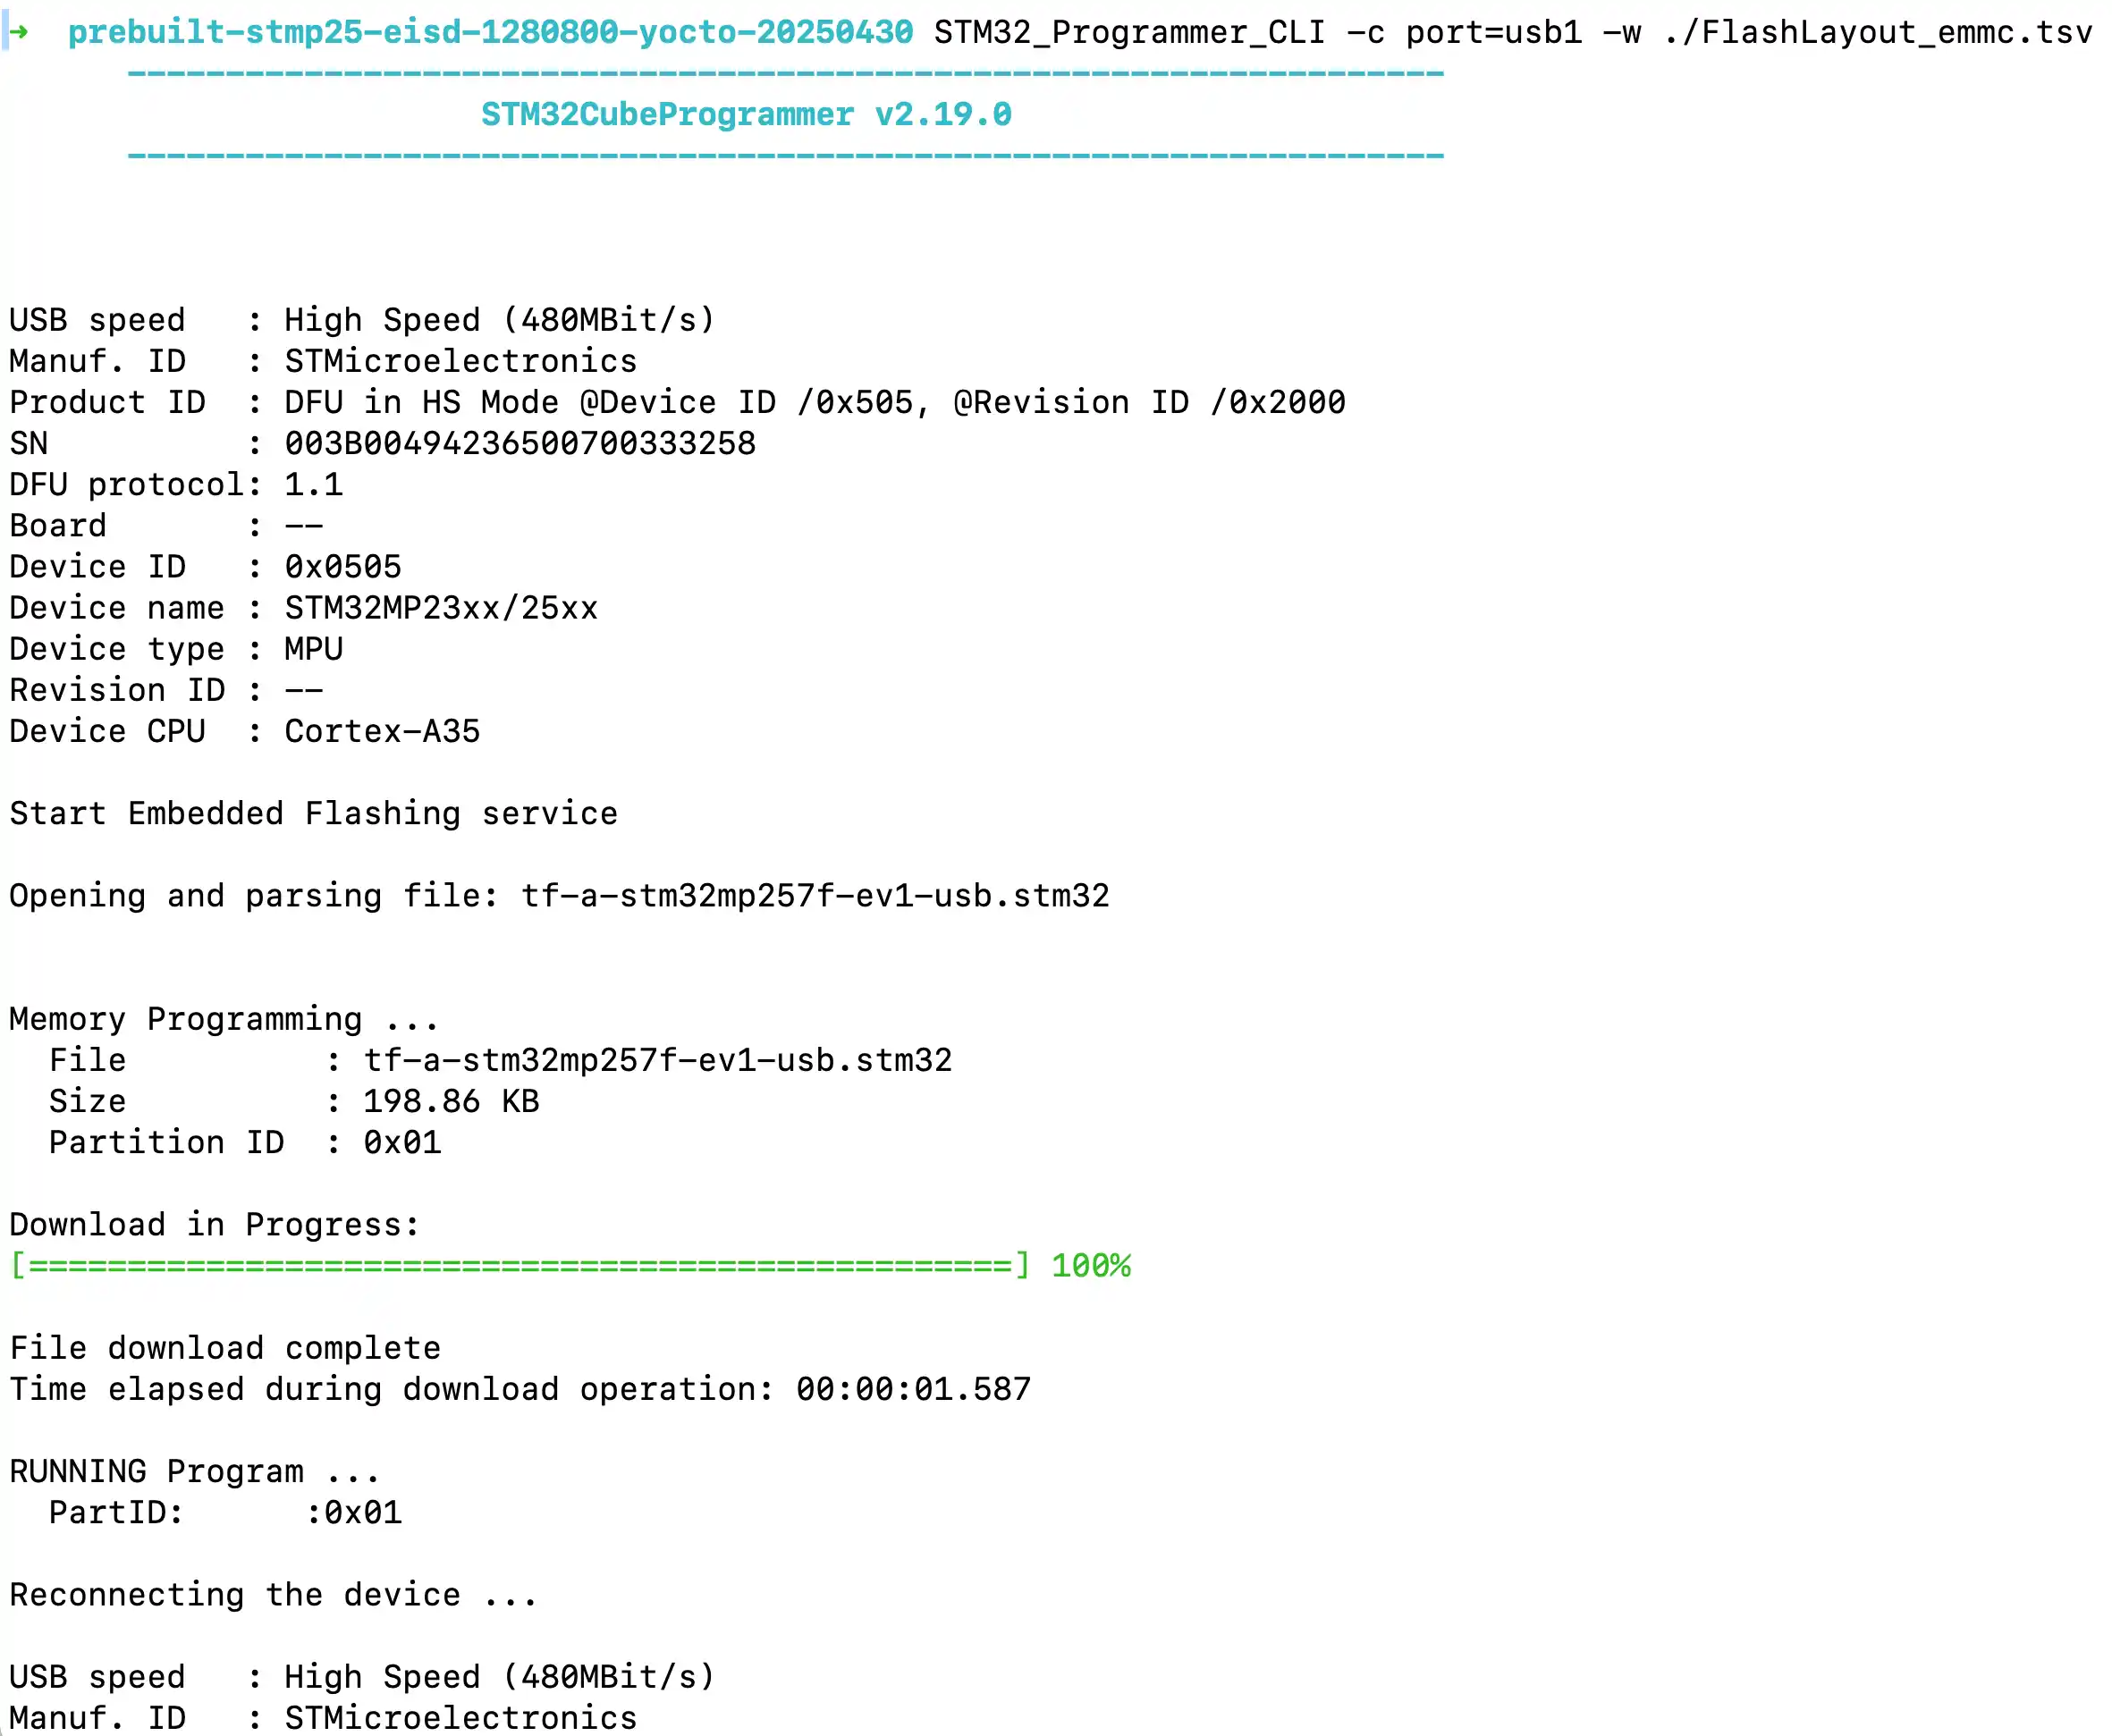 ➜  prebuilt-stmp25-eisd-1280800-yocto-20250430 STM32_Programmer_CLI -c port=usb1 -w ./FlashLayout_emmc.tsv
      -------------------------------------------------------------------
                        STM32CubeProgrammer v2.19.0
      -------------------------------------------------------------------
USB speed   : High Speed (480MBit/s)
Manuf. ID   : STMicroelectronics
Product ID  : DFU in HS Mode @Device ID /0x505, @Revision ID /0x2000
SN          : 003B00494236500700333258
DFU protocol: 1.1
Board       : --
Device ID   : 0x0505
Device name : STM32MP23xx/25xx
Device type : MPU
Revision ID : --
Device CPU  : Cortex-A35
Start Embedded Flashing service
Opening and parsing file: tf-a-stm32mp257f-ev1-usb.stm32
Memory Programming ...
  File          : tf-a-stm32mp257f-ev1-usb.stm32
  Size          : 198.86 KB
  Partition ID  : 0x01
Download in Progress:
[==================================================] 100%
File download complete
Time elapsed during download operation: 00:00:01.587
RUNNING Program ...
  PartID:      :0x01
Reconnecting the device ...
USB speed   : High Speed (480MBit/s)
Manuf. ID   : STMicroelectronics